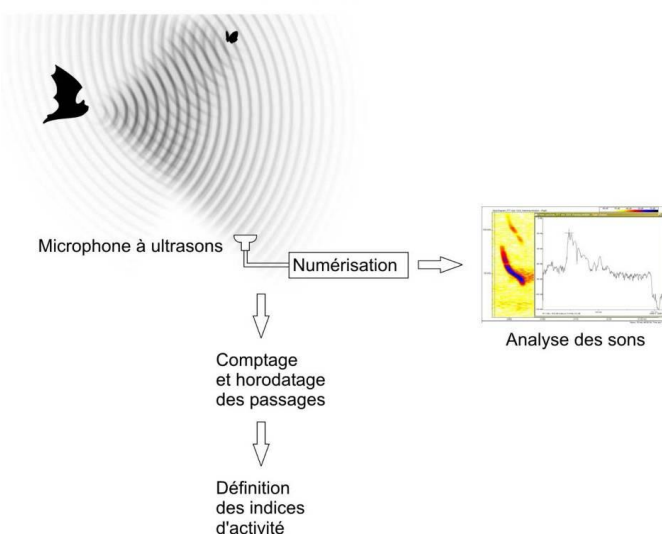 Microphone à ultrasons
Numérisation
Analyse des sons
Comptage
et horodatage
des passages
Définition
des indices
d'activité